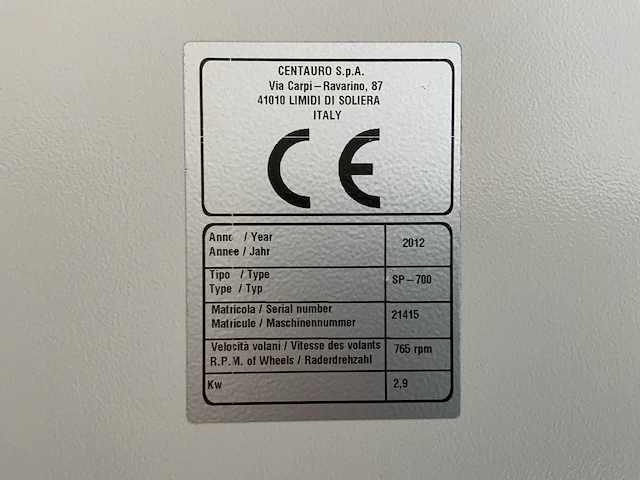 CENTAURO S.p.A.
Via Carpi – Ravarino, 87
41010 LIMIDI DI SOLIERA
ITALY
CE
Anno / Year
Année / Jahr
2012
Tipo / Type
Type / Typ
SP – 700
Matricola / Serial number
Matricule / Maschinennummer
21415
Velocità volani / Vitesse des volants
R.P.M. of Wheels / Raderdrehzahl
765 rpm
Kw
2,9